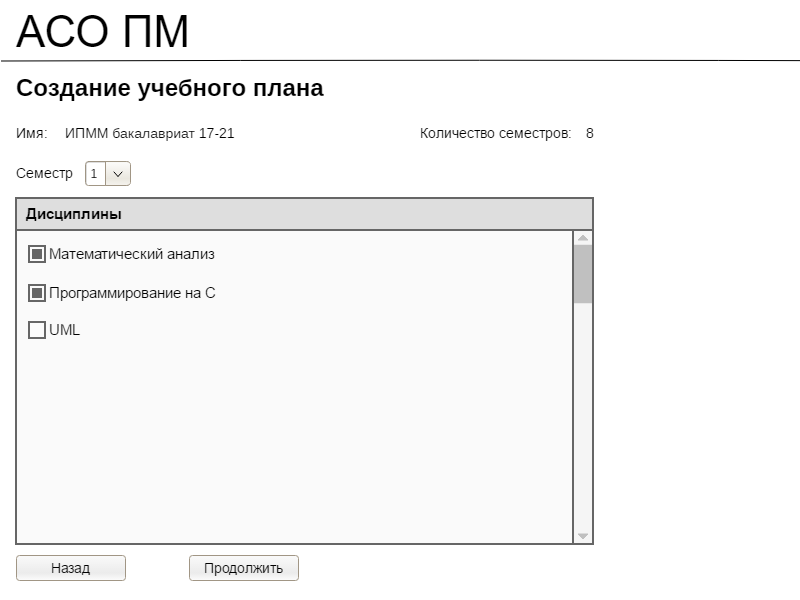 АСО ПМ
Создание учебного плана
Имя: ИПММ бакалавриат 17-21 Количество семестров: 8
Семестр 1
Дисциплины
Математический анализ
Программирование на С
UML
Назад Продолжить